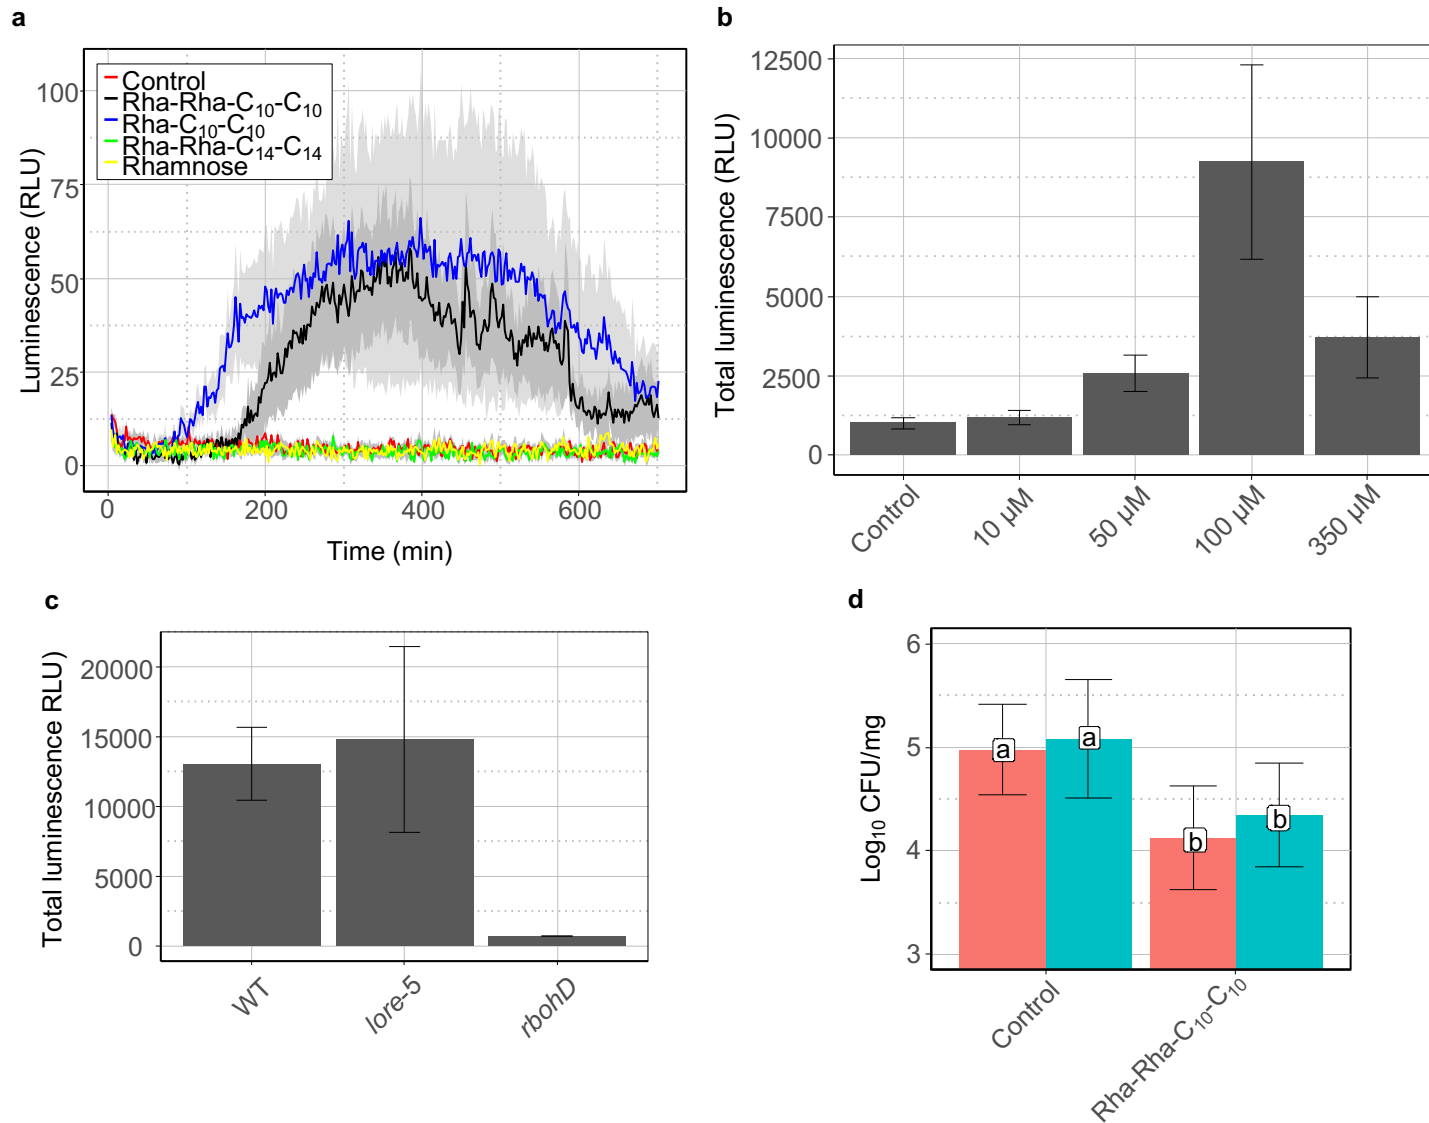 a
Control
Rha-Rha-C₁₀-C₁₀
Rha-C₁₀-C₁₀
Rha-Rha-C₁₄-C₁₄
Rhamnose
100
75
50
25
0
Luminescence (RLU)
0 200 400 600
Time (min)
b
12500
10000
7500
5000
2500
0
Total luminescence (RLU)
Control
10 µM
50 µM
100 µM
350 µM
c
20000
15000
10000
5000
0
Total luminescence RLU)
WT
lore-5
rbohD
d
6
5
4
3
Log₁₀ CFU/mg
a
a
b
b
Control
Rha-Rha-C₁₀-C₁₀